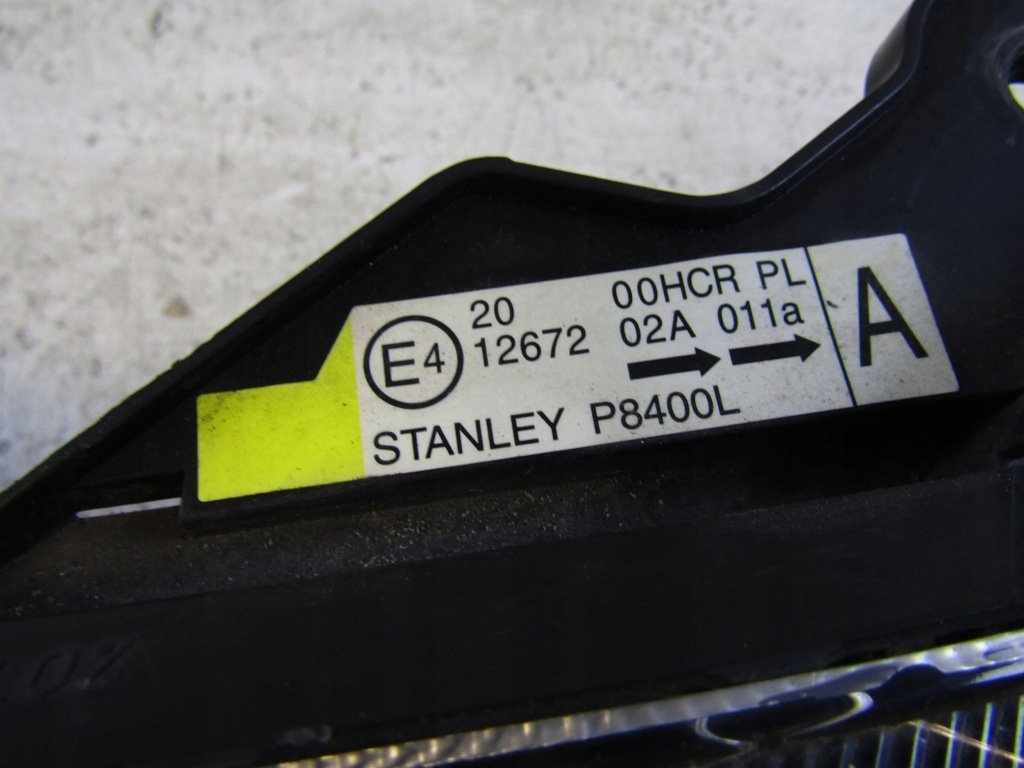 E4 20 00HCR PL
12672 02A 011a
STANLEY P8400L
A